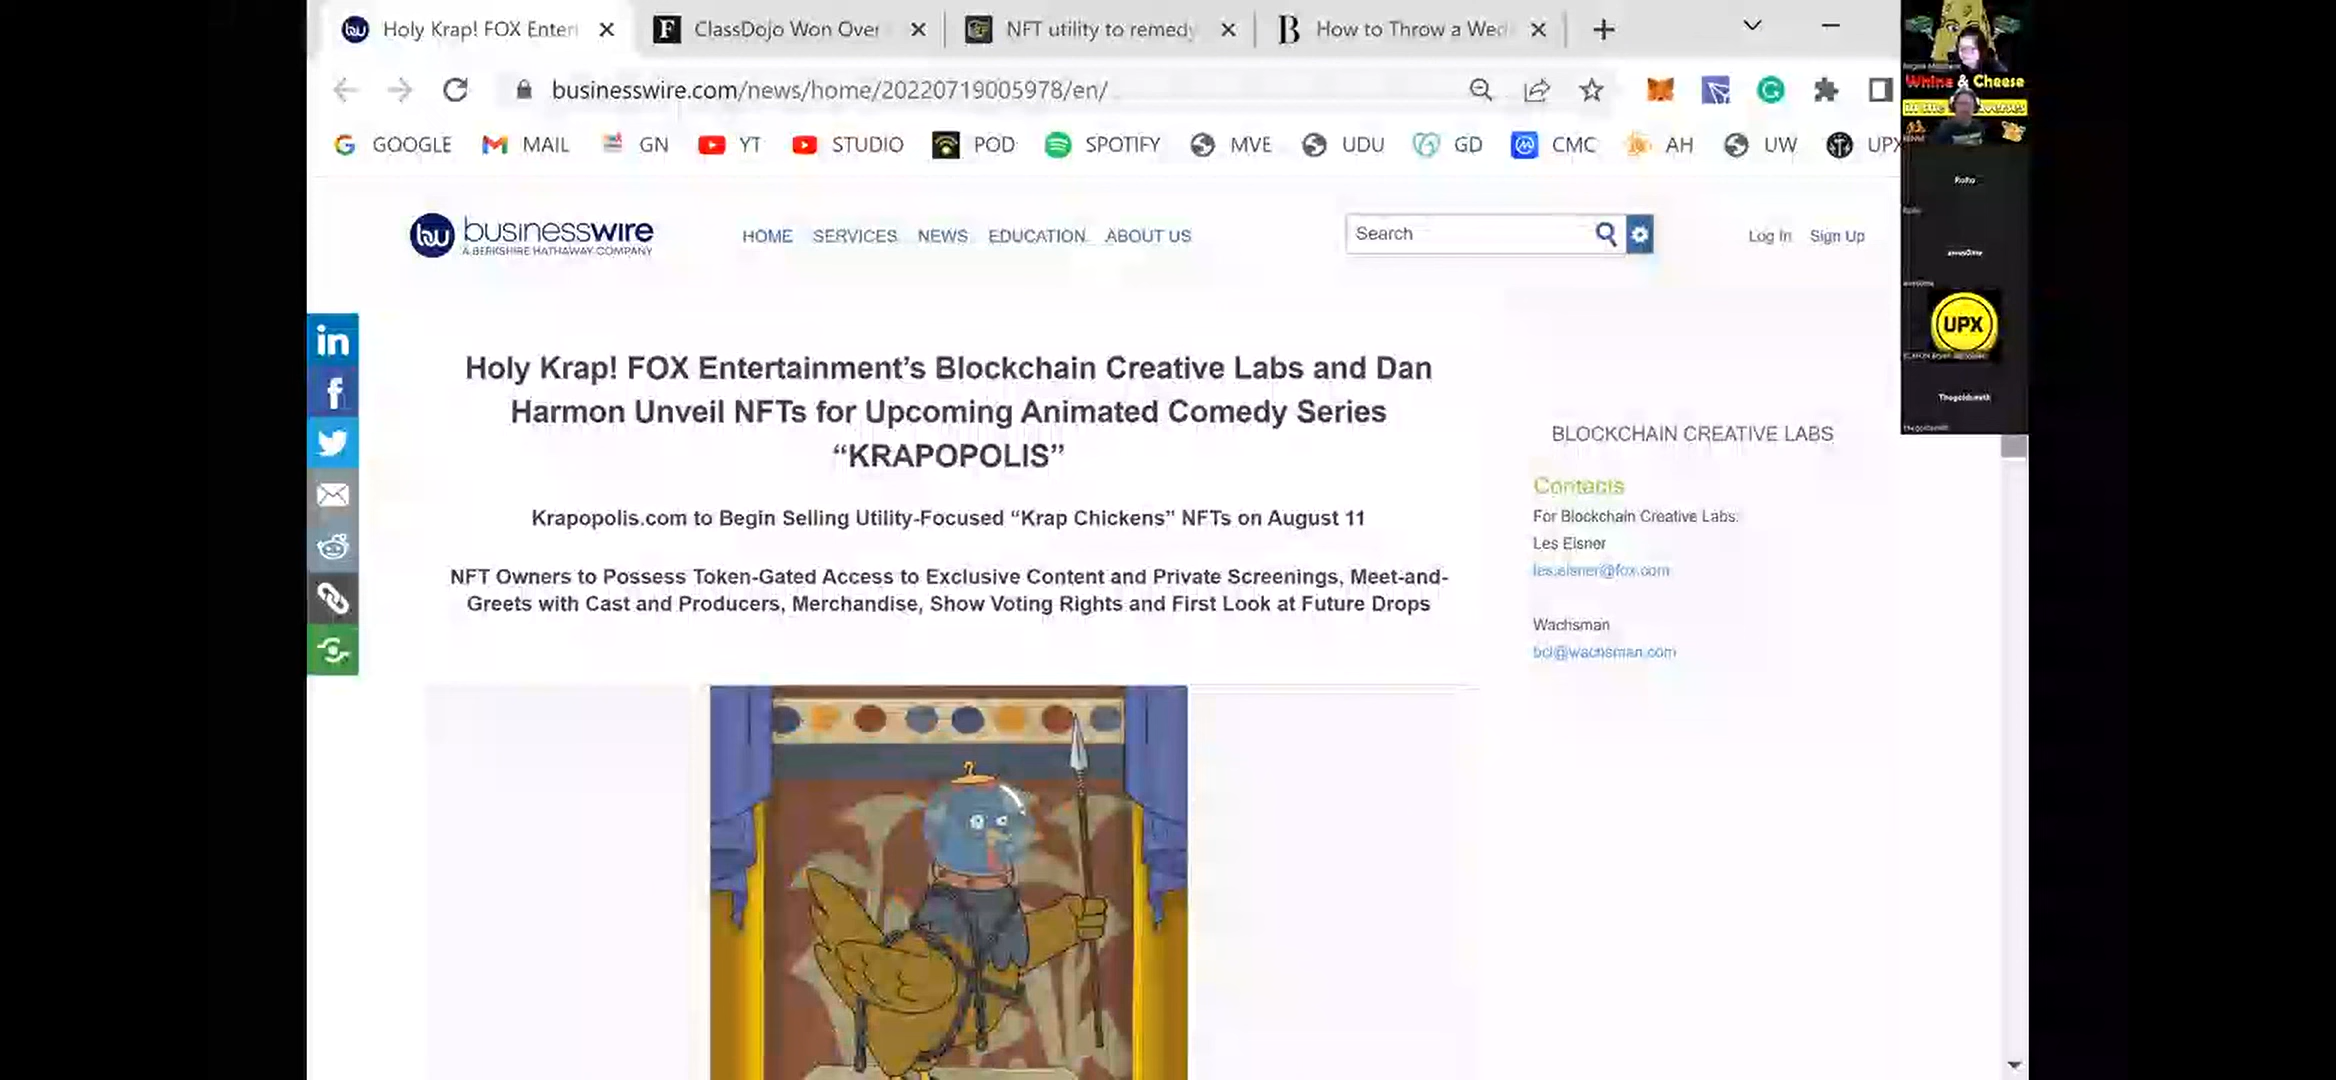 Holy Krap! FOX Enter
ClassDojo Won Over
NFT utility to remedy
How to Throw a Wed
businesswire.com/news/home/20220719005978/en/
GOOGLE MAIL GN YT STUDIO POD SPOTIFY MVE UDU GD CMC AH UW UPX
Whine & Cheese
businesswire
A BERKSHIRE HATHAWAY COMPANY
HOME SERVICES NEWS EDUCATION ABOUT US
Search
Log In Sign Up
UPX
Thegoldsmith
Holy Krap! FOX Entertainment’s Blockchain Creative Labs and Dan
Harmon Unveil NFTs for Upcoming Animated Comedy Series
“KRAPOPOLIS”
Krapopolis.com to Begin Selling Utility-Focused “Krap Chickens” NFTs on August 11
NFT Owners to Possess Token-Gated Access to Exclusive Content and Private Screenings, Meet-and-
Greets with Cast and Producers, Merchandise, Show Voting Rights and First Look at Future Drops
BLOCKCHAIN CREATIVE LABS
Contacts
For Blockchain Creative Labs:
Les Eisner
les.eisner@fox.com
Wachsman
bcl@wachsman.com